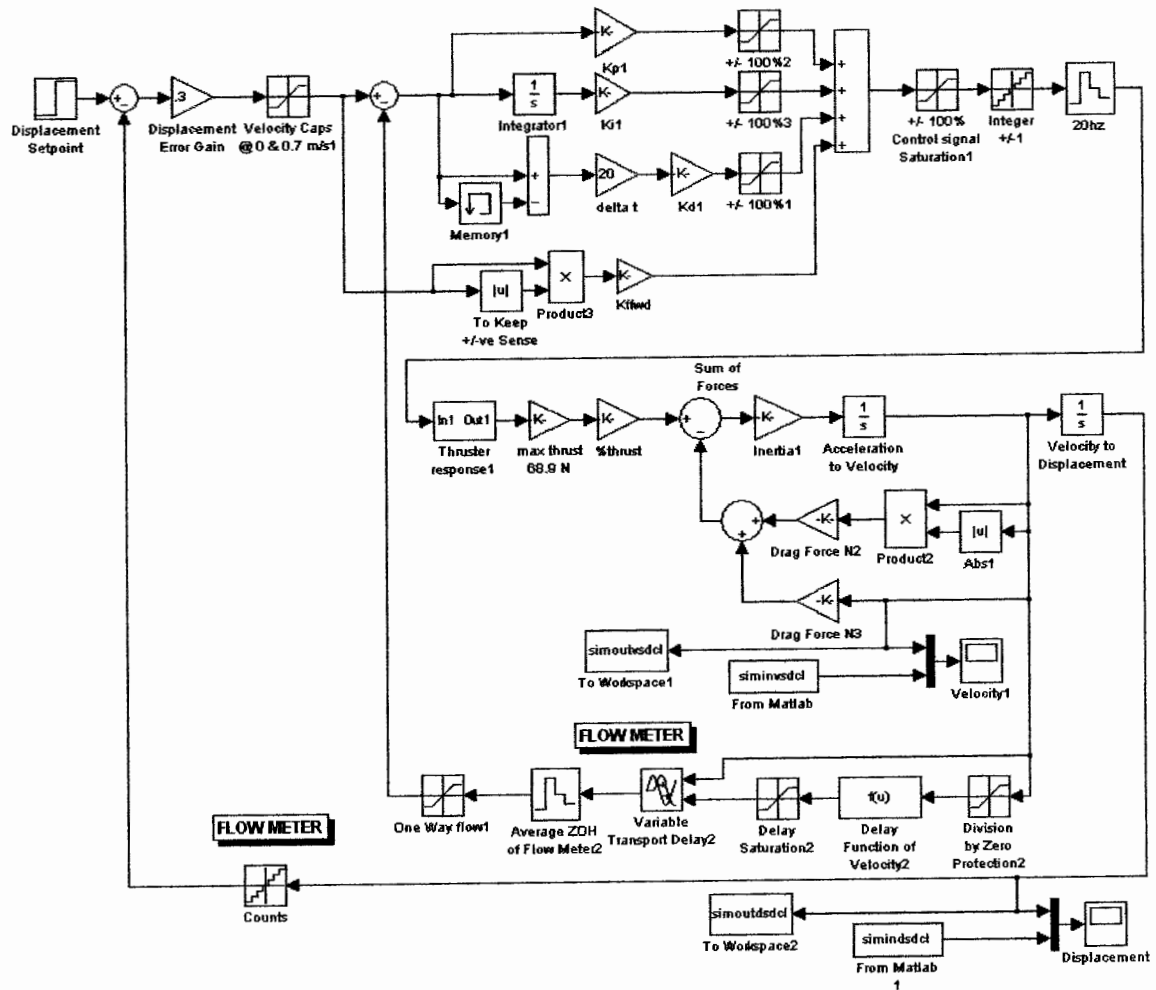 K-
Kp1
+/- 100%2
+
-
Displacement
Setpoint
.3
Displacement
Error Gain
Velocity Caps
@ 0 & 0.7 m/s1
+
-
1
s
Integrator1
K-
Ki1
+/- 100%3
+
+
+
+
+/- 100%
Control signal
Saturation1
Integer
+/-1
20hz
Memory1
+
-
20
delta t
K-
Kd1
+/- 100%1
|u|
To Keep
+/-ve Sense
×
Product3
K-
Kffwd
In1 Out1
Thruster
response1
K-
max thrust
68.9 N
K-
%thrust
Sum of
Forces
+
-
K-
Inertia1
1
s
Acceleration
to Velocity
1
s
Velocity to
Displacement
+
+
-K-
Drag Force N2
×
Product2
|u|
Abs1
-K-
Drag Force N3
simoutvsdcl
To Workspace1
siminvsdcl
From Matlab
Velocity1
FLOW METER
One Way flow1
Average ZOH
of Flow Meter2
Variable
Transport Delay2
Delay
Saturation2
f(u)
Delay
Function of
Velocity2
Division
by Zero
Protection2
FLOW METER
Counts
simoutdsdcl
To Workspace2
simindsdcl
From Matlab
1
Displacement